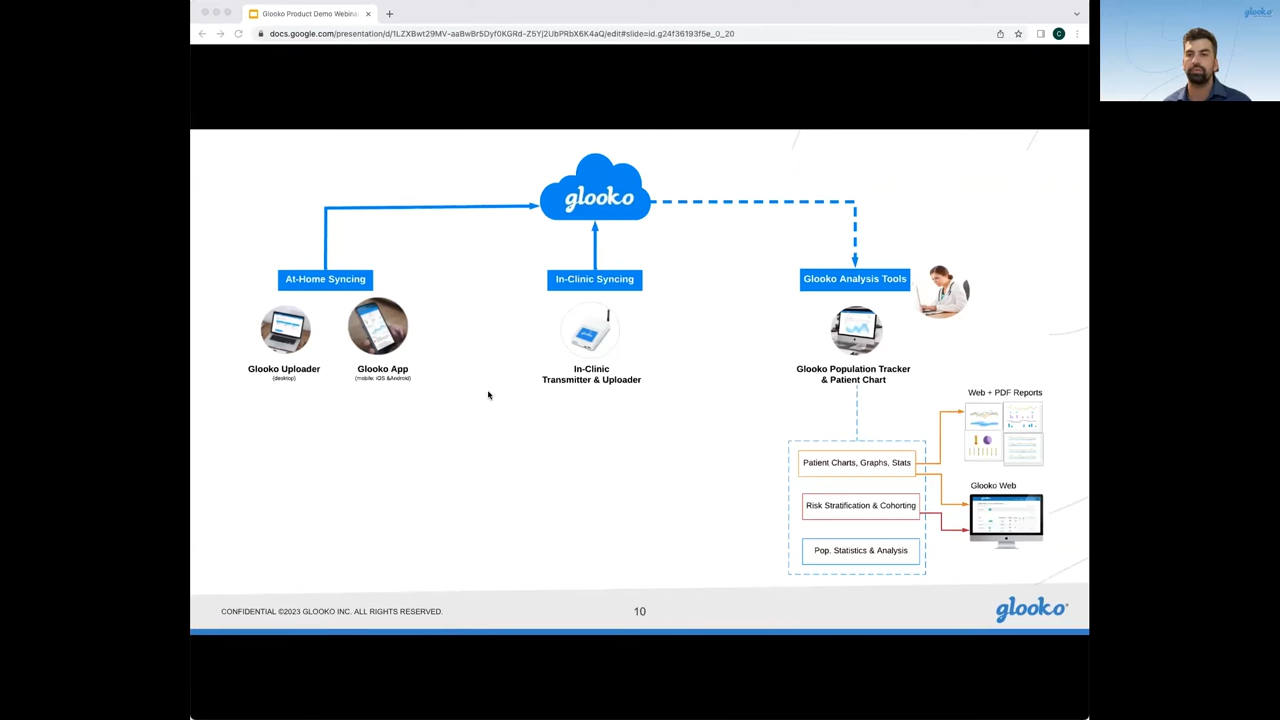 Glooko Product Demo Webina
docs.google.com/presentation/d/1LZXBwt29MV-aaBwBr5Dyf0KGRd-Z5Yj2UbPRbX6K4aQ/edit#slide=id.g24f36193f5e_0_20
C
glooko
glooko
At-Home Syncing
In-Clinic Syncing
Glooko Analysis Tools
glooko
Glooko Uploader
(desktop)
Glooko App
(mobile: iOS &Android)
In-Clinic
Transmitter & Uploader
Glooko Population Tracker
& Patient Chart
Web + PDF Reports
Patient Charts, Graphs, Stats
Glooko Web
Risk Stratification & Cohorting
Pop. Statistics & Analysis
CONFIDENTIAL ©2023 GLOOKO INC. ALL RIGHTS RESERVED.
10
glooko®